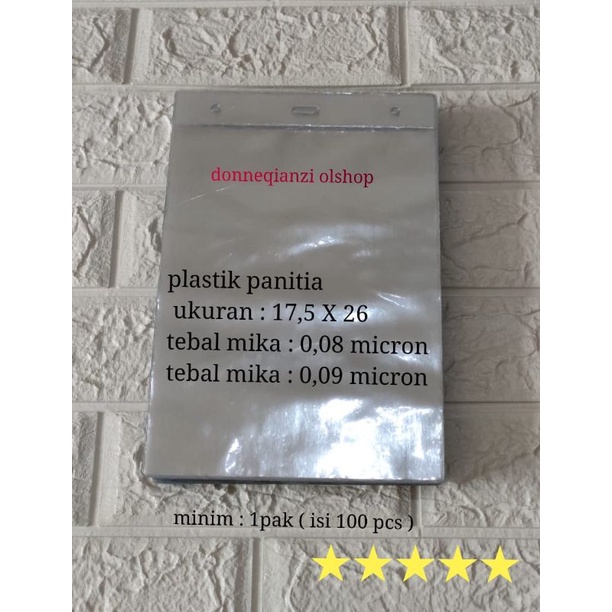 donneqianzi olshop
plastik panitia
ukuran : 17,5 X 26
tebal mika : 0,08 micron
tebal mika : 0,09 micron
minim : 1pak ( isi 100 pcs )